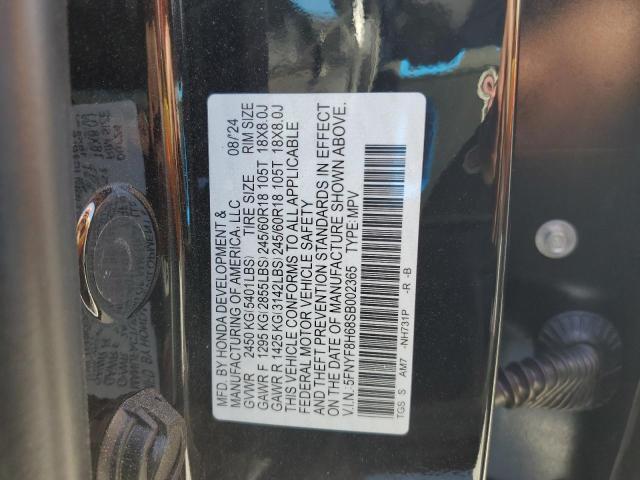 MFD. BY HONDA DEVELOPMENT & 08/24
MANUFACTURING OF AMERICA, LLC
GVWR 2450 KG(5401LBS) TIRE SIZE RIM SIZE
GAWR F 1295 KG(2855LBS) 245/60R18 105T 18X8.0J
GAWR R 1425 KG(3142LBS) 245/60R18 105T 18X8.0J
THIS VEHICLE CONFORMS TO ALL APPLICABLE
FEDERAL MOTOR VEHICLE SAFETY
AND THEFT PREVENTION STANDARDS IN EFFECT
ON THE DATE OF MANUFACTURE SHOWN ABOVE.
V.I.N.: 5FNYF8H68SB002365 TYPE:MPV
TGS S AM7 -NH731P -R -B